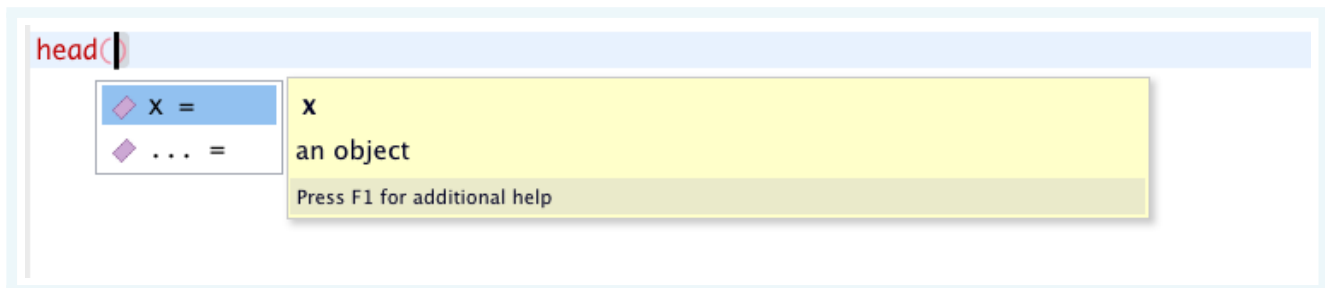 head()
x =
... =
x
an object
Press F1 for additional help